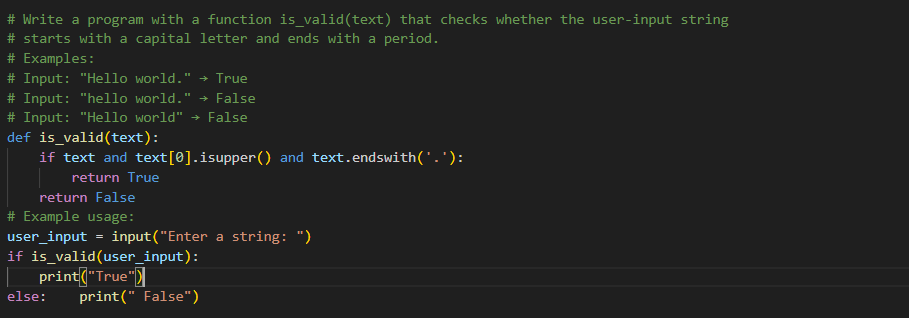 # Write a program with a function is_valid(text) that checks whether the user-input string
# starts with a capital letter and ends with a period.
# Examples:
# Input: "Hello world." → True
# Input: "hello world." → False
# Input: "Hello world" → False
def is_valid(text):
    if text and text[0].isupper() and text.endswith('.'):
        return True
    return False
# Example usage:
user_input = input("Enter a string: ")
if is_valid(user_input):
    print("True")
else:    print(" False")